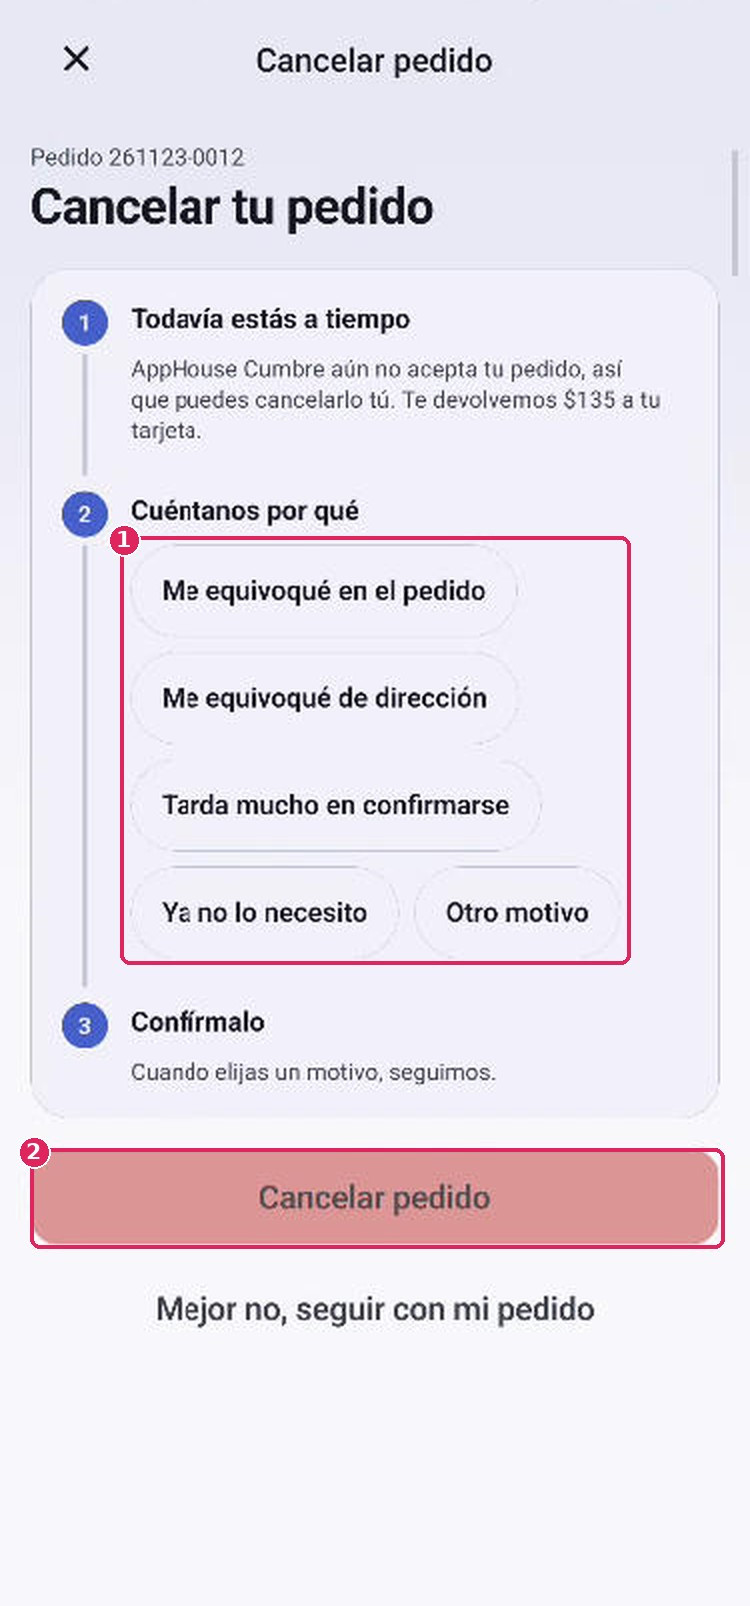 Cancelar pedido
Pedido 261123-0012
Cancelar tu pedido
1
Todavía estás a tiempo
AppHouse Cumbre aún no acepta tu pedido, así
que puedes cancelarlo tú. Te devolvemos $135 a tu
tarjeta.
2
Cuéntanos por qué
1
Me equivoqué en el pedido
Me equivoqué de dirección
Tarda mucho en confirmarse
Ya no lo necesito
Otro motivo
3
Confírmalo
Cuando elijas un motivo, seguimos.
2
Cancelar pedido
Mejor no, seguir con mi pedido